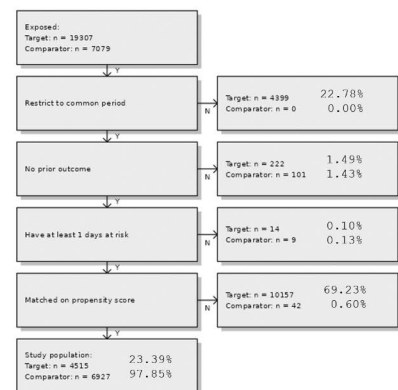 Exposed:
Target: n = 19307
Comparator: n = 7079
Y
Restrict to common period
N
Target: n = 4399 22.78%
Comparator: n = 0 0.00%
Y
No prior outcome
N
Target: n = 222 1.49%
Comparator: n = 101 1.43%
Y
Have at least 1 days at risk
N
Target: n = 14 0.10%
Comparator: n = 9 0.13%
Y
Matched on propensity score
N
Target: n = 10157 69.23%
Comparator: n = 42 0.60%
Y
Study population:
Target: n = 4515 23.39%
Comparator: n = 6927 97.85%